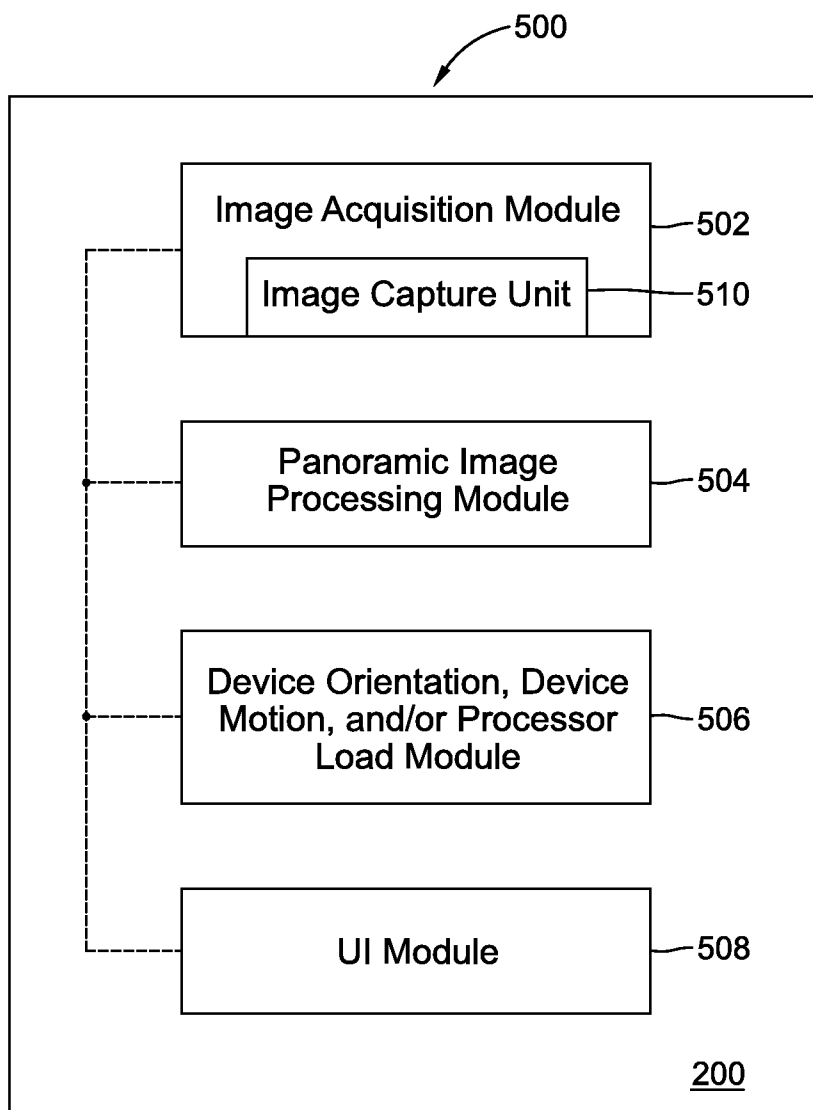 500
Image Acquisition Module
502
Image Capture Unit
510
Panoramic Image
Processing Module
504
Device Orientation, Device
Motion, and/or Processor
Load Module
506
UI Module
508
200